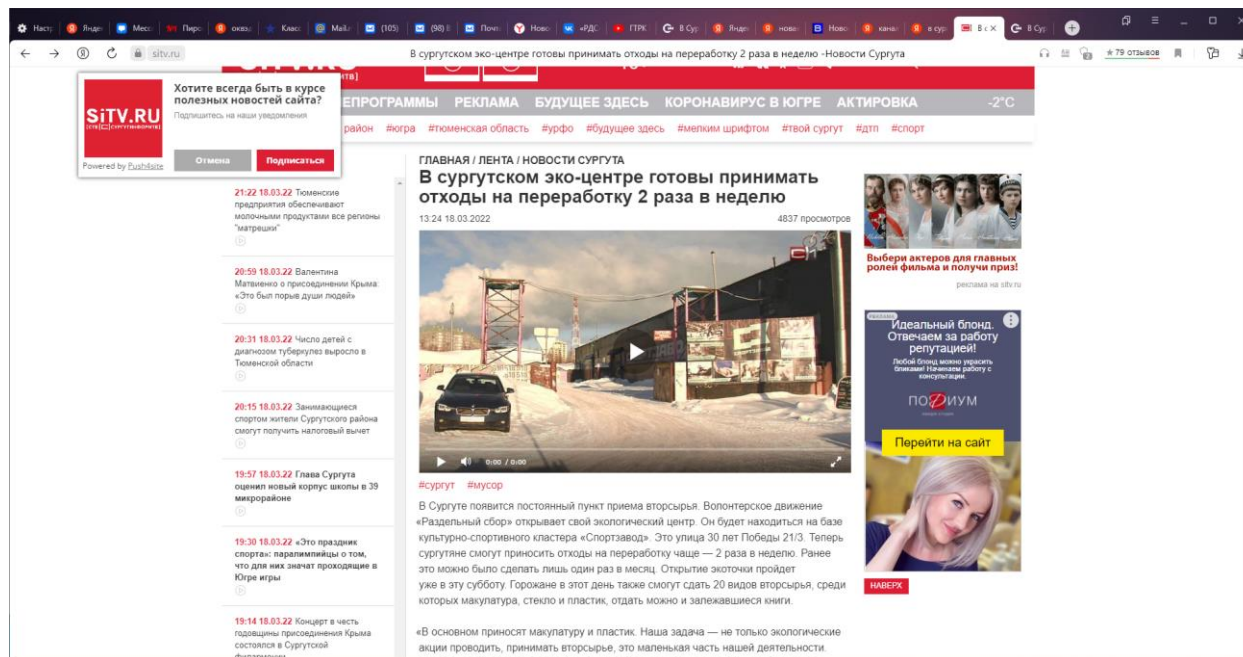 sitv.ru
В сургутском эко-центре готовы принимать отходы на переработку 2 раза в неделю -Новости Сургута
★ 79 отзывов
SiTV.RU
Хотите всегда быть в курсе
полезных новостей сайта?
Подпишитесь на наши уведомления
Powered by Push4site
Отмена
Подписаться
РЕКЛАМА БУДУЩЕЕ ЗДЕСЬ КОРОНАВИРУС В ЮГРЕ АКТИРОВКА -2°C
район #югра #тюменская область #урфо #будущее здесь #мелким шрифтом #твой сургут #дтп #спорт
21:22 18.03.22 Тюменские
предприятия обеспечивают
молочными продуктами все регионы
"матрешки"
20:59 18.03.22 Валентина
Матвиенко о присоединении Крыма:
«Это был порыв души людей»
20:31 18.03.22 Число детей с
диагнозом туберкулез выросло в
Тюменской области
20:15 18.03.22 Занимающиеся
спортом жители Сургутского района
смогут получить налоговый вычет
19:57 18.03.22 Глава Сургута
оценил новый корпус школы в 39
микрорайоне
19:30 18.03.22 «Это праздник
спорта»: паралимпийцы о том,
что для них значат проходящие в
Югре игры
19:14 18.03.22 Концерт в честь
годовщины присоединения Крыма
состоялся в Сургутской
ГЛАВНАЯ / ЛЕНТА / НОВОСТИ СУРГУТА
В сургутском эко-центре готовы принимать
отходы на переработку 2 раза в неделю
13:24 18.03.2022 4837 просмотров
0:00 / 0:00
#сургут #мусор
В Сургуте появится постоянный пункт приема вторсырья. Волонтерское движение
«Раздельный сбор» открывает свой экологический центр. Он будет находиться на базе
культурно-спортивного кластера «Спортзавод». Это улица 30 лет Победы 21/3. Теперь
сургутяне смогут приносить отходы на переработку чаще — 2 раза в неделю. Ранее
это можно было сделать лишь один раз в месяц. Открытие экоточки пройдет
уже в эту субботу. Горожане в этот день также смогут сдать 20 видов вторсырья, среди
которых макулатура, стекло и пластик, отдать можно и залежавшиеся книги.
«В основном приносят макулатуру и пластик. Наша задача — не только экологические
акции проводить, принимать вторсырье, это маленькая часть нашей деятельности.
Выбери актеров для главных
ролей фильма и получи приз!
реклама на sitv.ru
РЕКЛАМА
Идеальный блонд.
Отвечаем за работу
репутацией!
Любой блонд можно украсить
бликами! Начинаем работу с
консультации.
ПОДИУМ
Перейти на сайт
НАВЕРХ